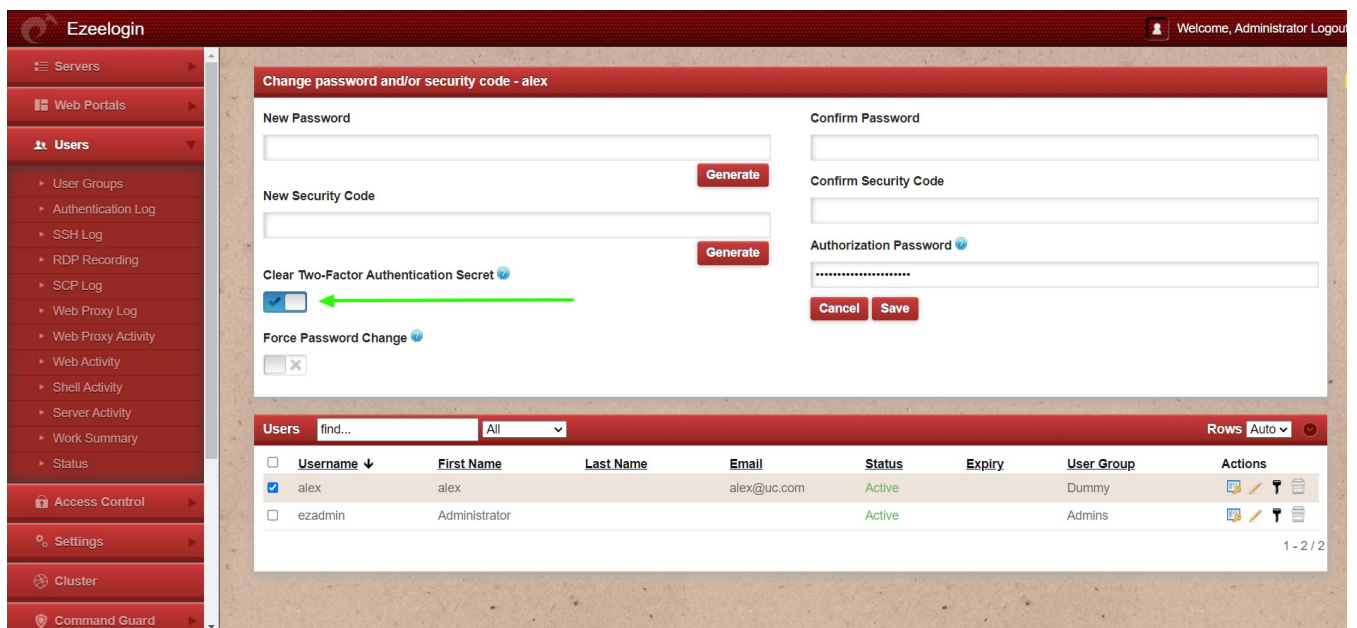 Ezeelogin
Welcome, Administrator Logout
Servers
Web Portals
Users
User Groups
Authentication Log
SSH Log
RDP Recording
SCP Log
Web Proxy Log
Web Proxy Activity
Web Activity
Shell Activity
Server Activity
Work Summary
Status
Access Control
Settings
Cluster
Command Guard
Change password and/or security code - alex
New Password
Confirm Password
Generate
New Security Code
Confirm Security Code
Generate
Authorization Password
Clear Two-Factor Authentication Secret
••••••••••••••••••••••
Cancel Save
Force Password Change
Users find... All Rows Auto
Username First Name Last Name Email Status Expiry User Group Actions
alex alex alex@uc.com Active Dummy
ezadmin Administrator Active Admins
1 - 2 / 2